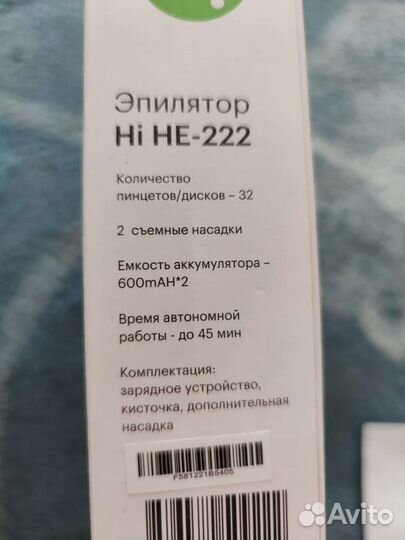 Эпилятор
Hi HE-222
Количество
пинцетов/дисков – 32
2 съемные насадки
Емкость аккумулятора –
600mAH*2
Время автономной
работы - до 45 мин
Комплектация:
зарядное устройство,
кисточка, дополнительная
насадка
F581221B5405
Avito